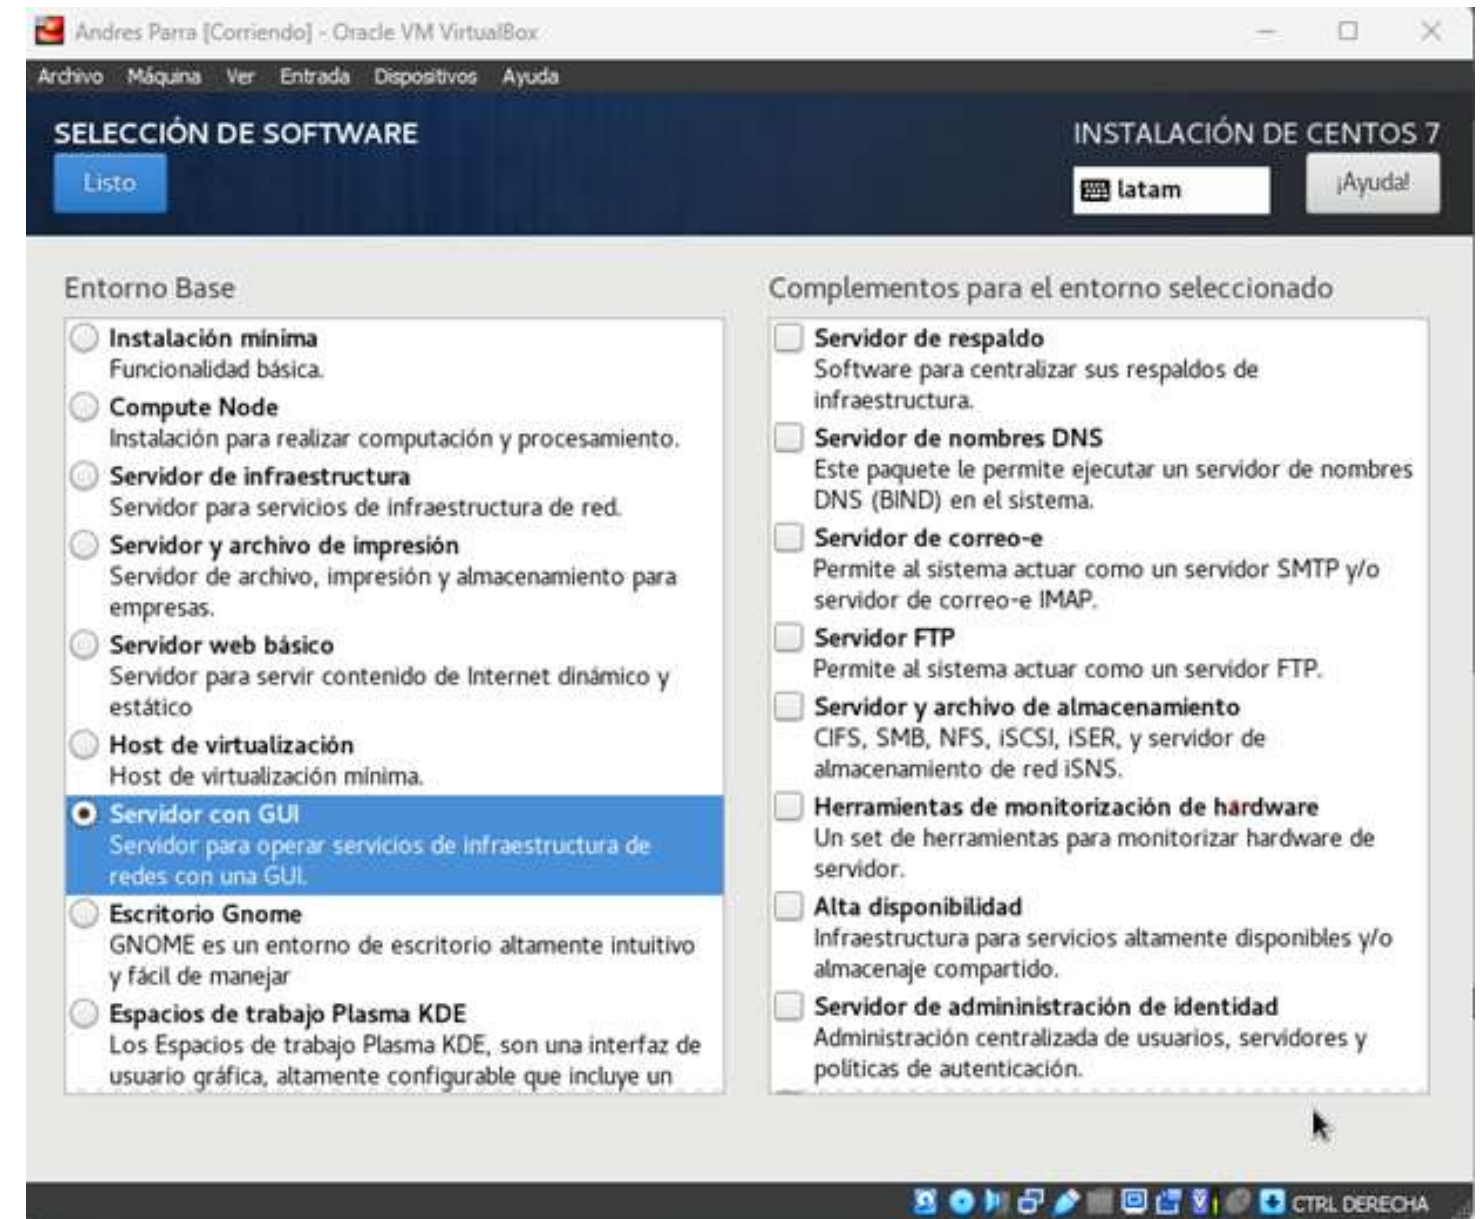 Andres Parra [Corriendo] - Oracle VM VirtualBox
Archivo Máquina Ver Entrada Dispositivos Ayuda
SELECCIÓN DE SOFTWARE
Listo
INSTALACIÓN DE CENTOS 7
latam
¡Ayuda!
Entorno Base
Instalación mínima
Funcionalidad básica.
Compute Node
Instalación para realizar computación y procesamiento.
Servidor de infraestructura
Servidor para servicios de infraestructura de red.
Servidor y archivo de impresión
Servidor de archivo, impresión y almacenamiento para
empresas.
Servidor web básico
Servidor para servir contenido de Internet dinámico y
estático
Host de virtualización
Host de virtualización mínima.
Servidor con GUI
Servidor para operar servicios de infraestructura de
redes con una GUI.
Escritorio Gnome
GNOME es un entorno de escritorio altamente intuitivo
y fácil de manejar
Espacios de trabajo Plasma KDE
Los Espacios de trabajo Plasma KDE, son una interfaz de
usuario gráfica, altamente configurable que incluye un
Complementos para el entorno seleccionado
Servidor de respaldo
Software para centralizar sus respaldos de
infraestructura.
Servidor de nombres DNS
Este paquete le permite ejecutar un servidor de nombres
DNS (BIND) en el sistema.
Servidor de correo-e
Permite al sistema actuar como un servidor SMTP y/o
servidor de correo-e IMAP.
Servidor FTP
Permite al sistema actuar como un servidor FTP.
Servidor y archivo de almacenamiento
CIFS, SMB, NFS, iSCSI, iSER, y servidor de
almacenamiento de red iSNS.
Herramientas de monitorización de hardware
Un set de herramientas para monitorizar hardware de
servidor.
Alta disponibilidad
Infraestructura para servicios altamente disponibles y/o
almacenaje compartido.
Servidor de admininistración de identidad
Administración centralizada de usuarios, servidores y
políticas de autenticación.
CTRL DERECHA